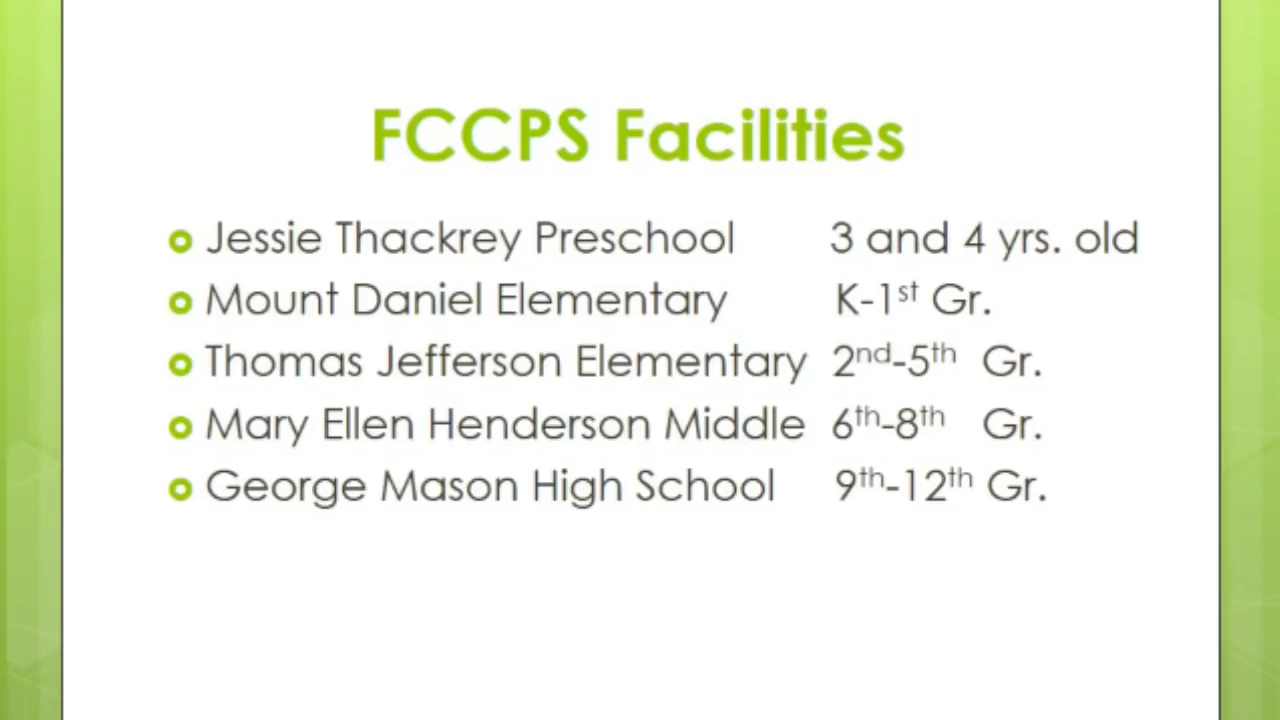 FCCPS Facilities
Jessie Thackrey Preschool 3 and 4 yrs. old
Mount Daniel Elementary K-1st Gr.
Thomas Jefferson Elementary 2nd-5th Gr.
Mary Ellen Henderson Middle 6th-8th Gr.
George Mason High School 9th-12th Gr.